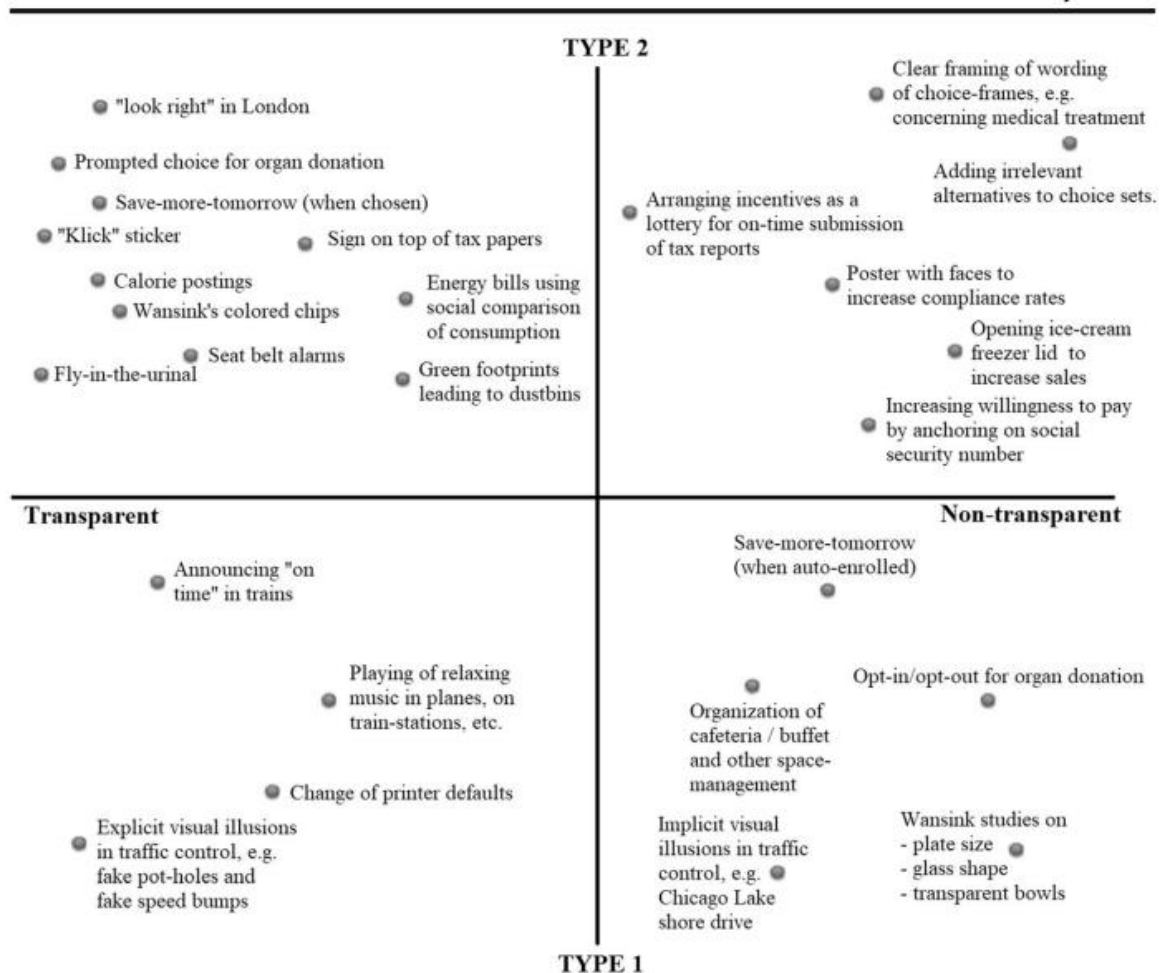 TYPE 2
"look right" in London
Prompted choice for organ donation
Save-more-tomorrow (when chosen)
"Klick" sticker
Sign on top of tax papers
Calorie postings
Wansink's colored chips
Energy bills using
social comparison
of consumption
Seat belt alarms
Fly-in-the-urinal
Green footprints
leading to dustbins
Clear framing of wording
of choice-frames, e.g.
concerning medical treatment
Adding irrelevant
alternatives to choice sets.
Arranging incentives as a
lottery for on-time submission
of tax reports
Poster with faces to
increase compliance rates
Opening ice-cream
freezer lid to
increase sales
Increasing willingness to pay
by anchoring on social
security number
Transparent
Non-transparent
Announcing "on
time" in trains
Playing of relaxing
music in planes, on
train-stations, etc.
Change of printer defaults
Explicit visual illusions
in traffic control, e.g.
fake pot-holes and
fake speed bumps
Save-more-tomorrow
(when auto-enrolled)
Opt-in/opt-out for organ donation
Organization of
cafeteria / buffet
and other space-
management
Implicit visual
illusions in traffic
control, e.g.
Chicago Lake
shore drive
Wansink studies on
- plate size
- glass shape
- transparent bowls
TYPE 1